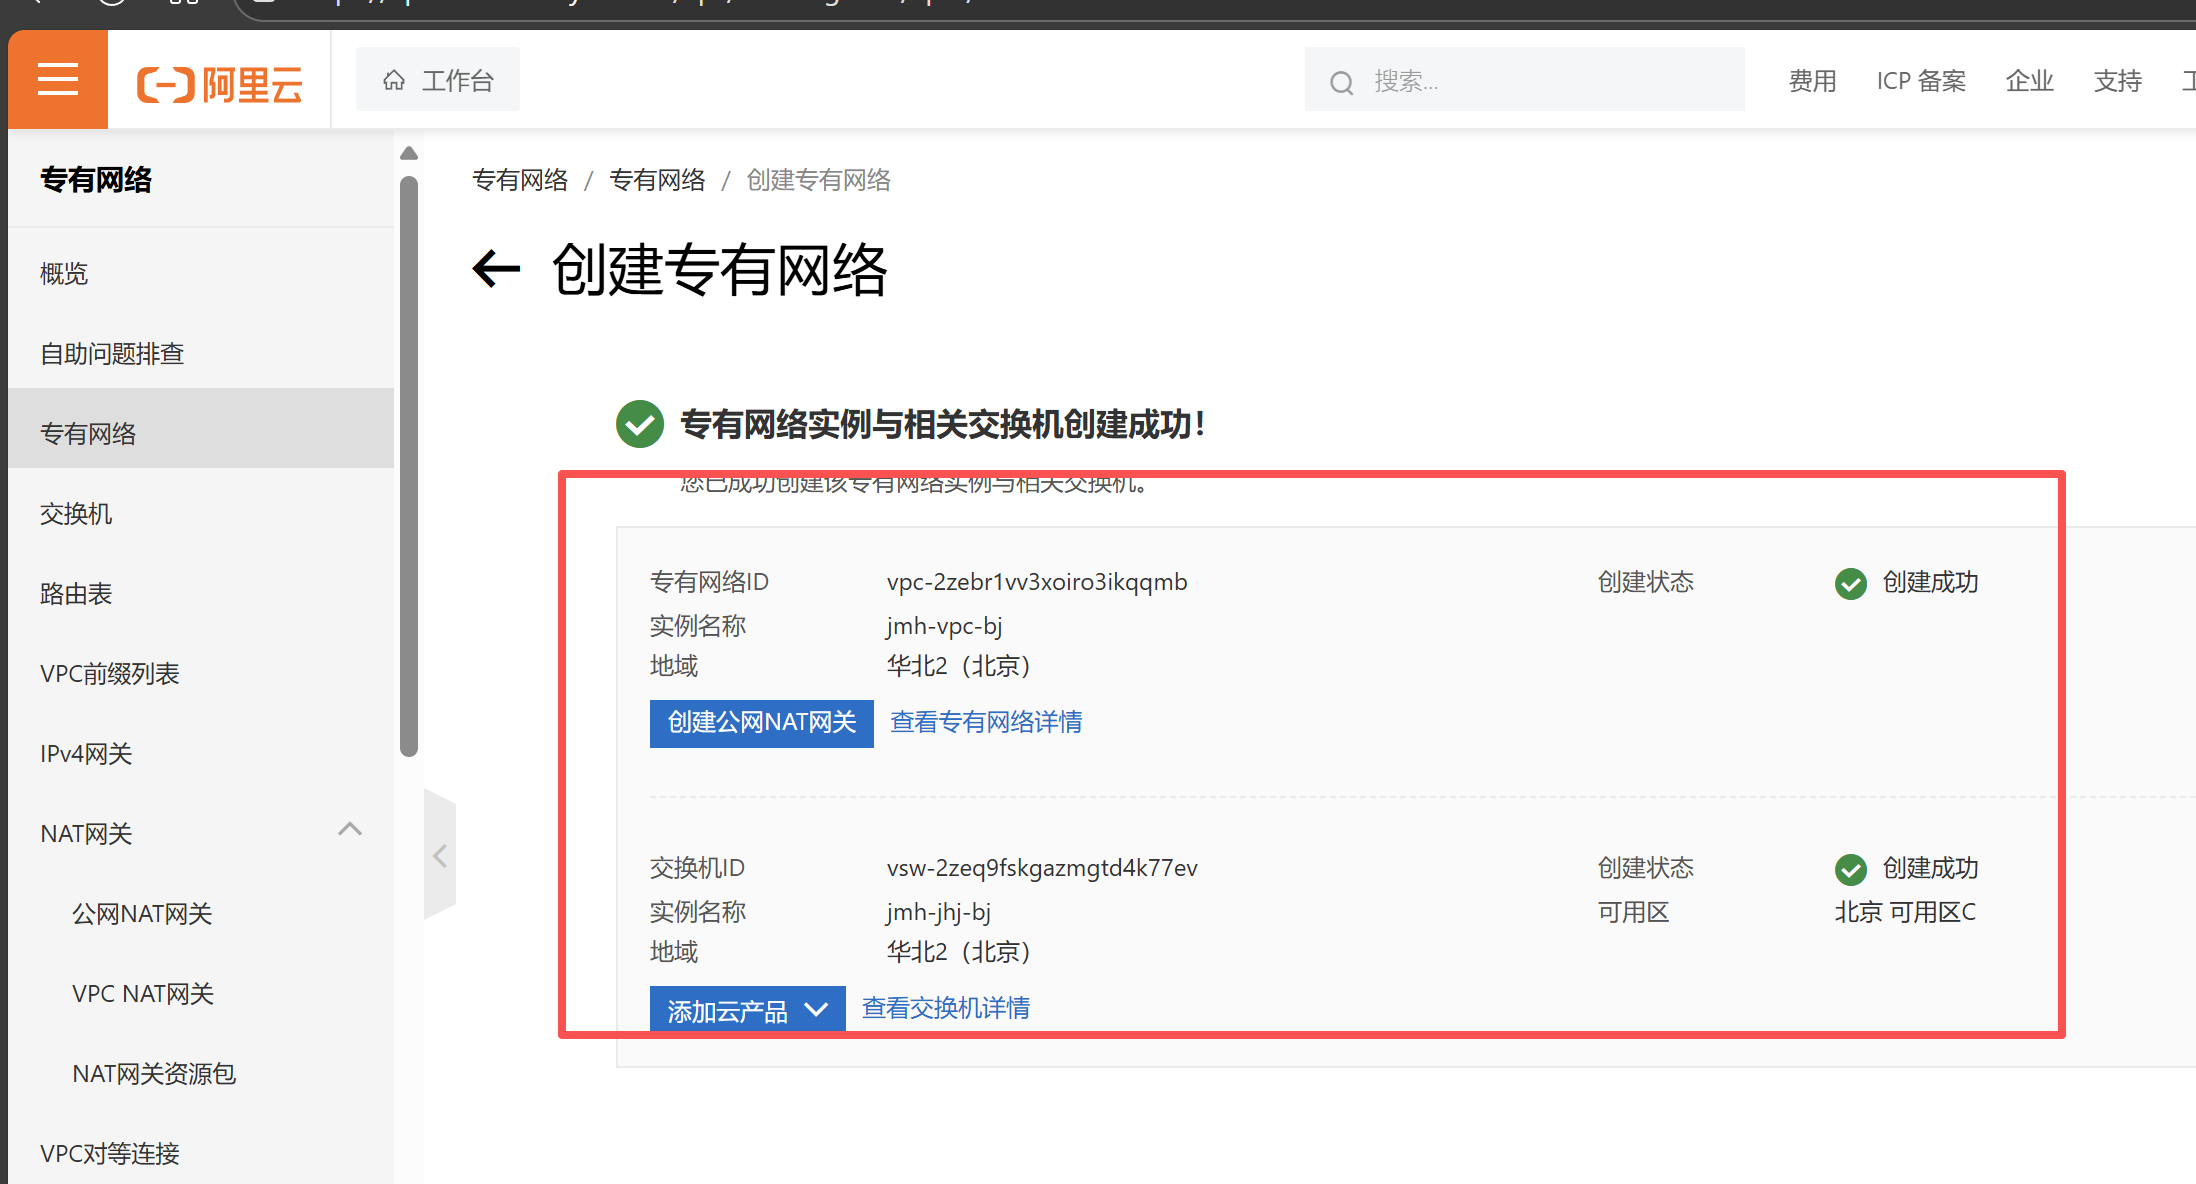 阿里云
工作台
搜索...
费用
ICP 备案
企业
支持
专有网络
概览
自助问题排查
专有网络
交换机
路由表
VPC前缀列表
IPv4网关
NAT网关
公网NAT网关
VPC NAT网关
NAT网关资源包
VPC对等连接
专有网络 / 专有网络 / 创建专有网络
创建专有网络
专有网络实例与相关交换机创建成功！
您已成功创建该专有网络实例与相关交换机。
专有网络ID vpc-2zebr1vv3xoiro3ikqqmb 创建状态 创建成功
实例名称 jmh-vpc-bj
地域 华北2（北京）
创建公网NAT网关 查看专有网络详情
交换机ID vsw-2zeq9fskgazmgtd4k77ev 创建状态 创建成功
实例名称 jmh-jhj-bj 可用区 北京 可用区C
地域 华北2（北京）
添加云产品 查看交换机详情